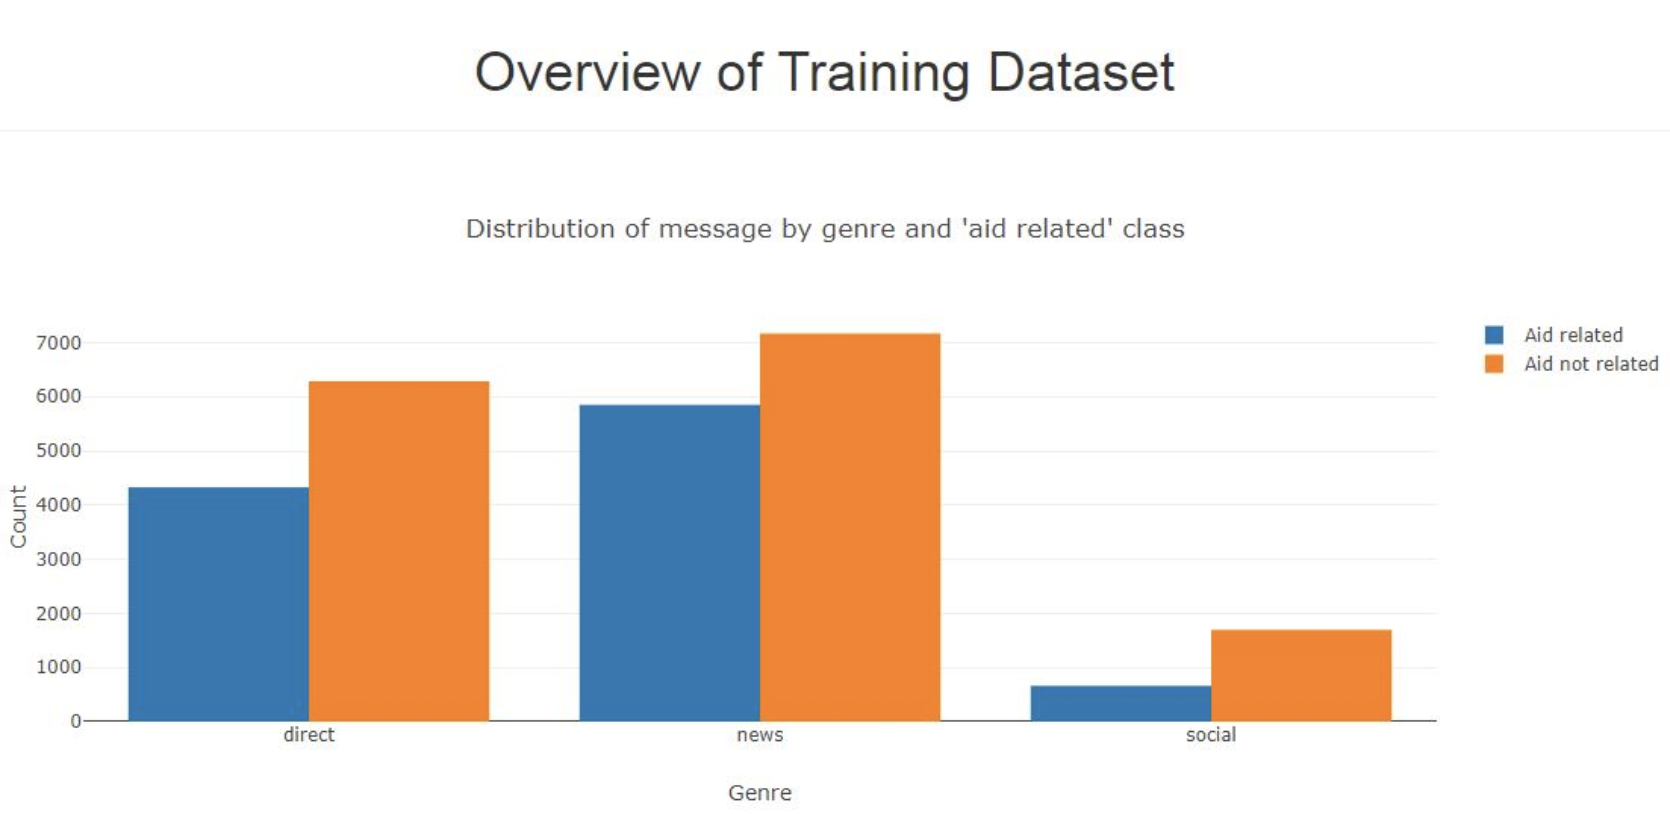 Overview of Training Dataset
Distribution of message by genre and 'aid related' class
Aid related
Aid not related
7000
6000
5000
4000
3000
2000
1000
0
Count
direct
news
social
Genre